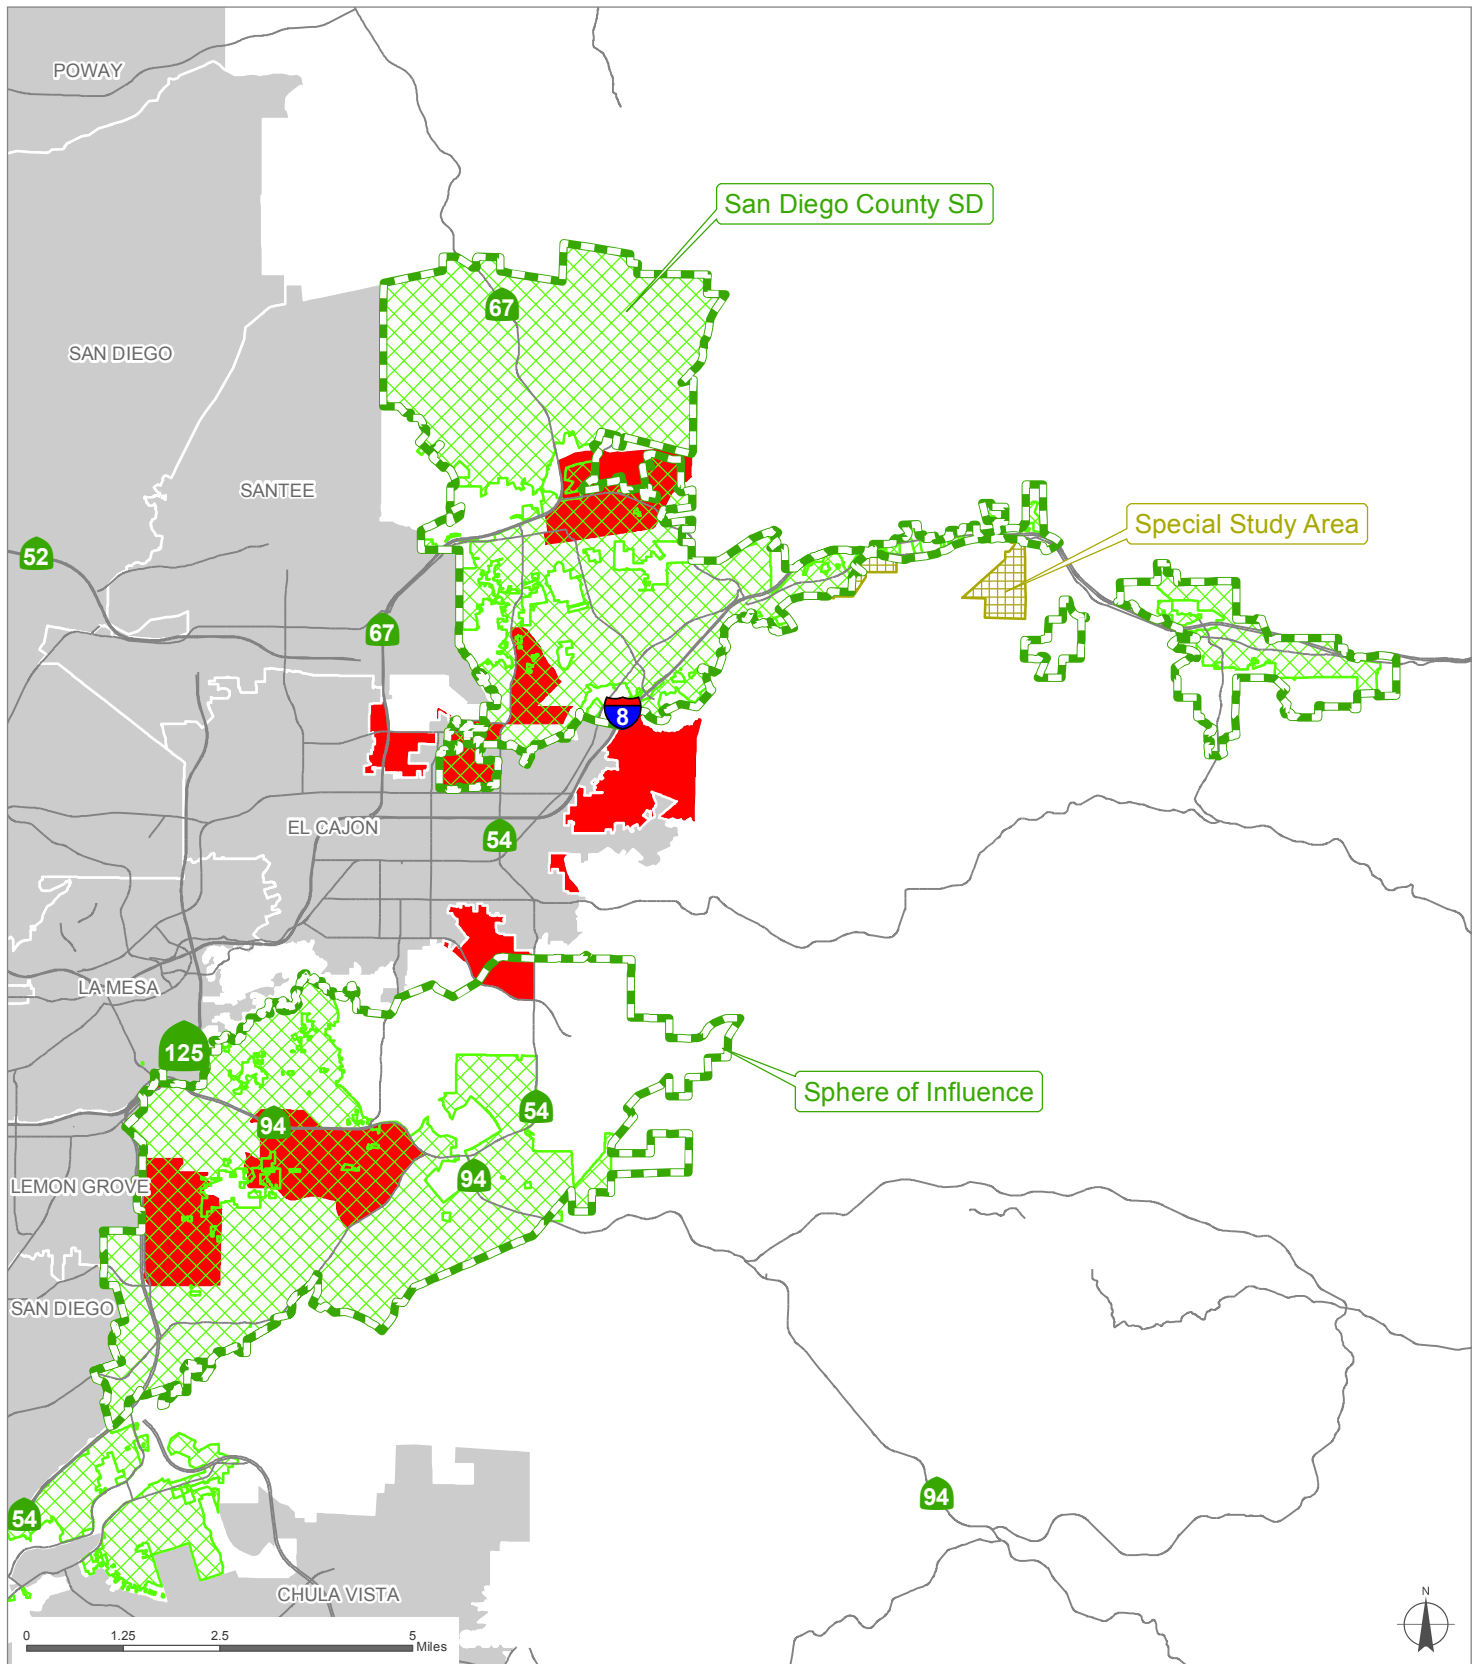 POWAY
San Diego County SD
67
SAN DIEGO
SANTEE
Special Study Area
52
67
8
EL CAJON
54
LA MESA
125
Sphere of Influence
54
94
94
LEMON GROVE
SAN DIEGO
94
54
CHULA VISTA
N
0 1.25 2.5 5
Miles